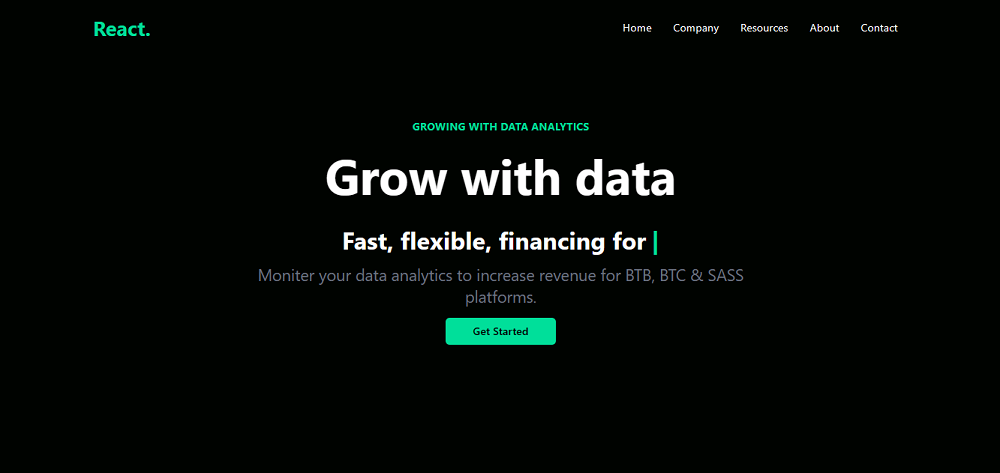 React.
Home Company Resources About Contact
GROWING WITH DATA ANALYTICS
Grow with data
Fast, flexible, financing for
Moniter your data analytics to increase revenue for BTB, BTC & SASS
platforms.
Get Started